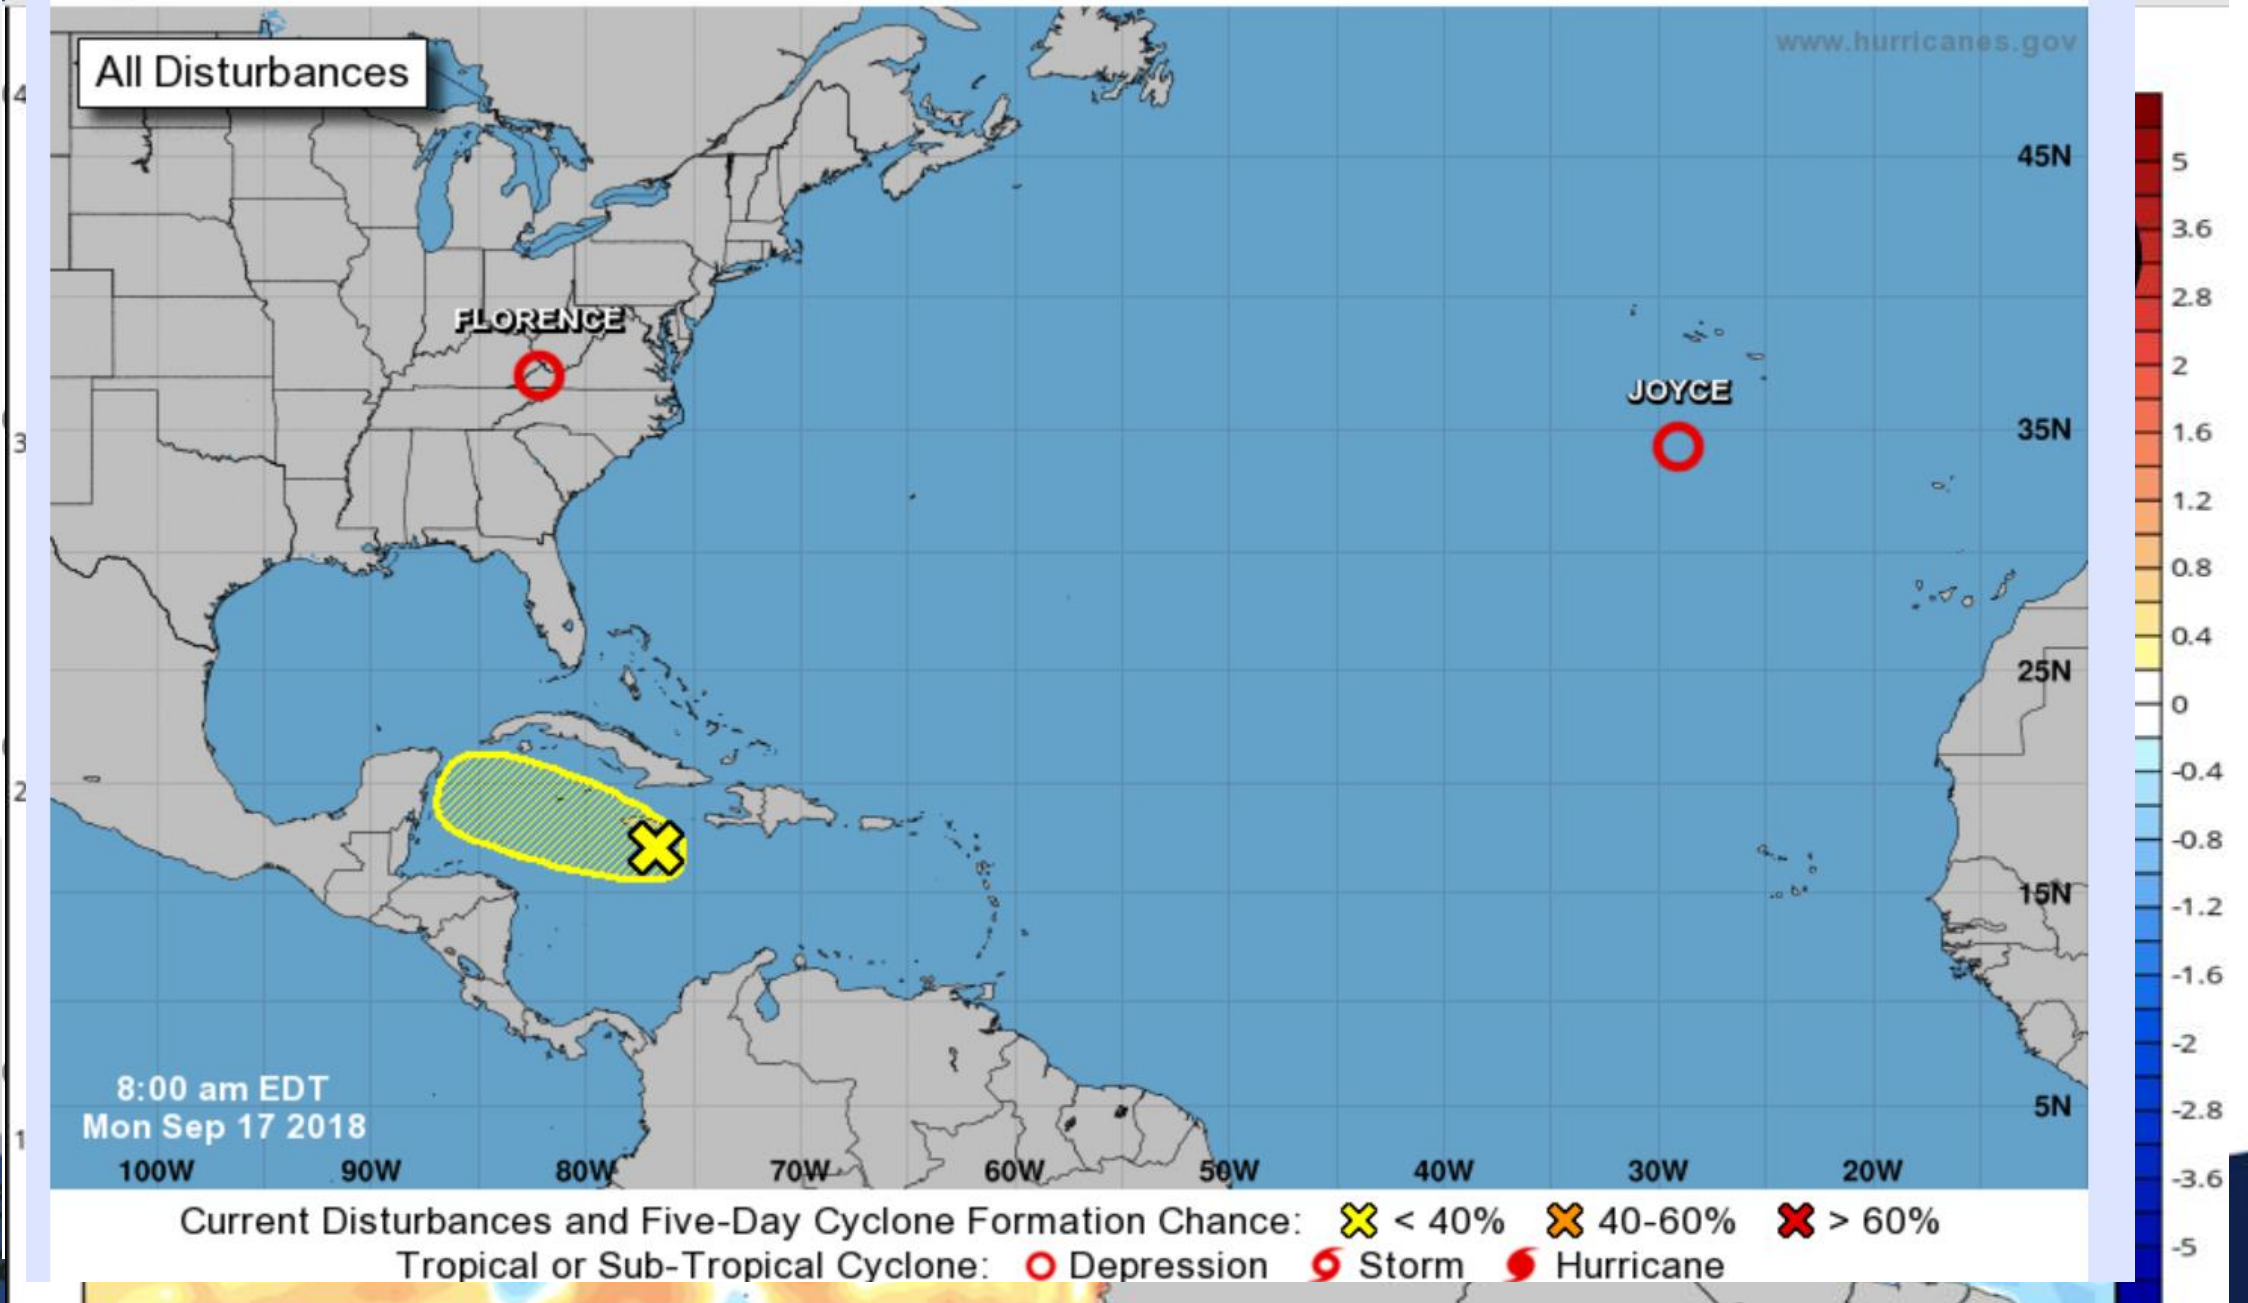 All Disturbances
www.hurricanes.gov
45N
FLORENCE
JOYCE
35N
25N
15N
5N
8:00 am EDT
Mon Sep 17 2018
100W 90W 80W 70W 60W 50W 40W 30W 20W
Current Disturbances and Five-Day Cyclone Formation Chance: < 40% 40-60% > 60%
Tropical or Sub-Tropical Cyclone: Depression Storm Hurricane
5
3.6
2.8
2
1.6
1.2
0.8
0.4
0
-0.4
-0.8
-1.2
-1.6
-2
-2.8
-3.6
-5